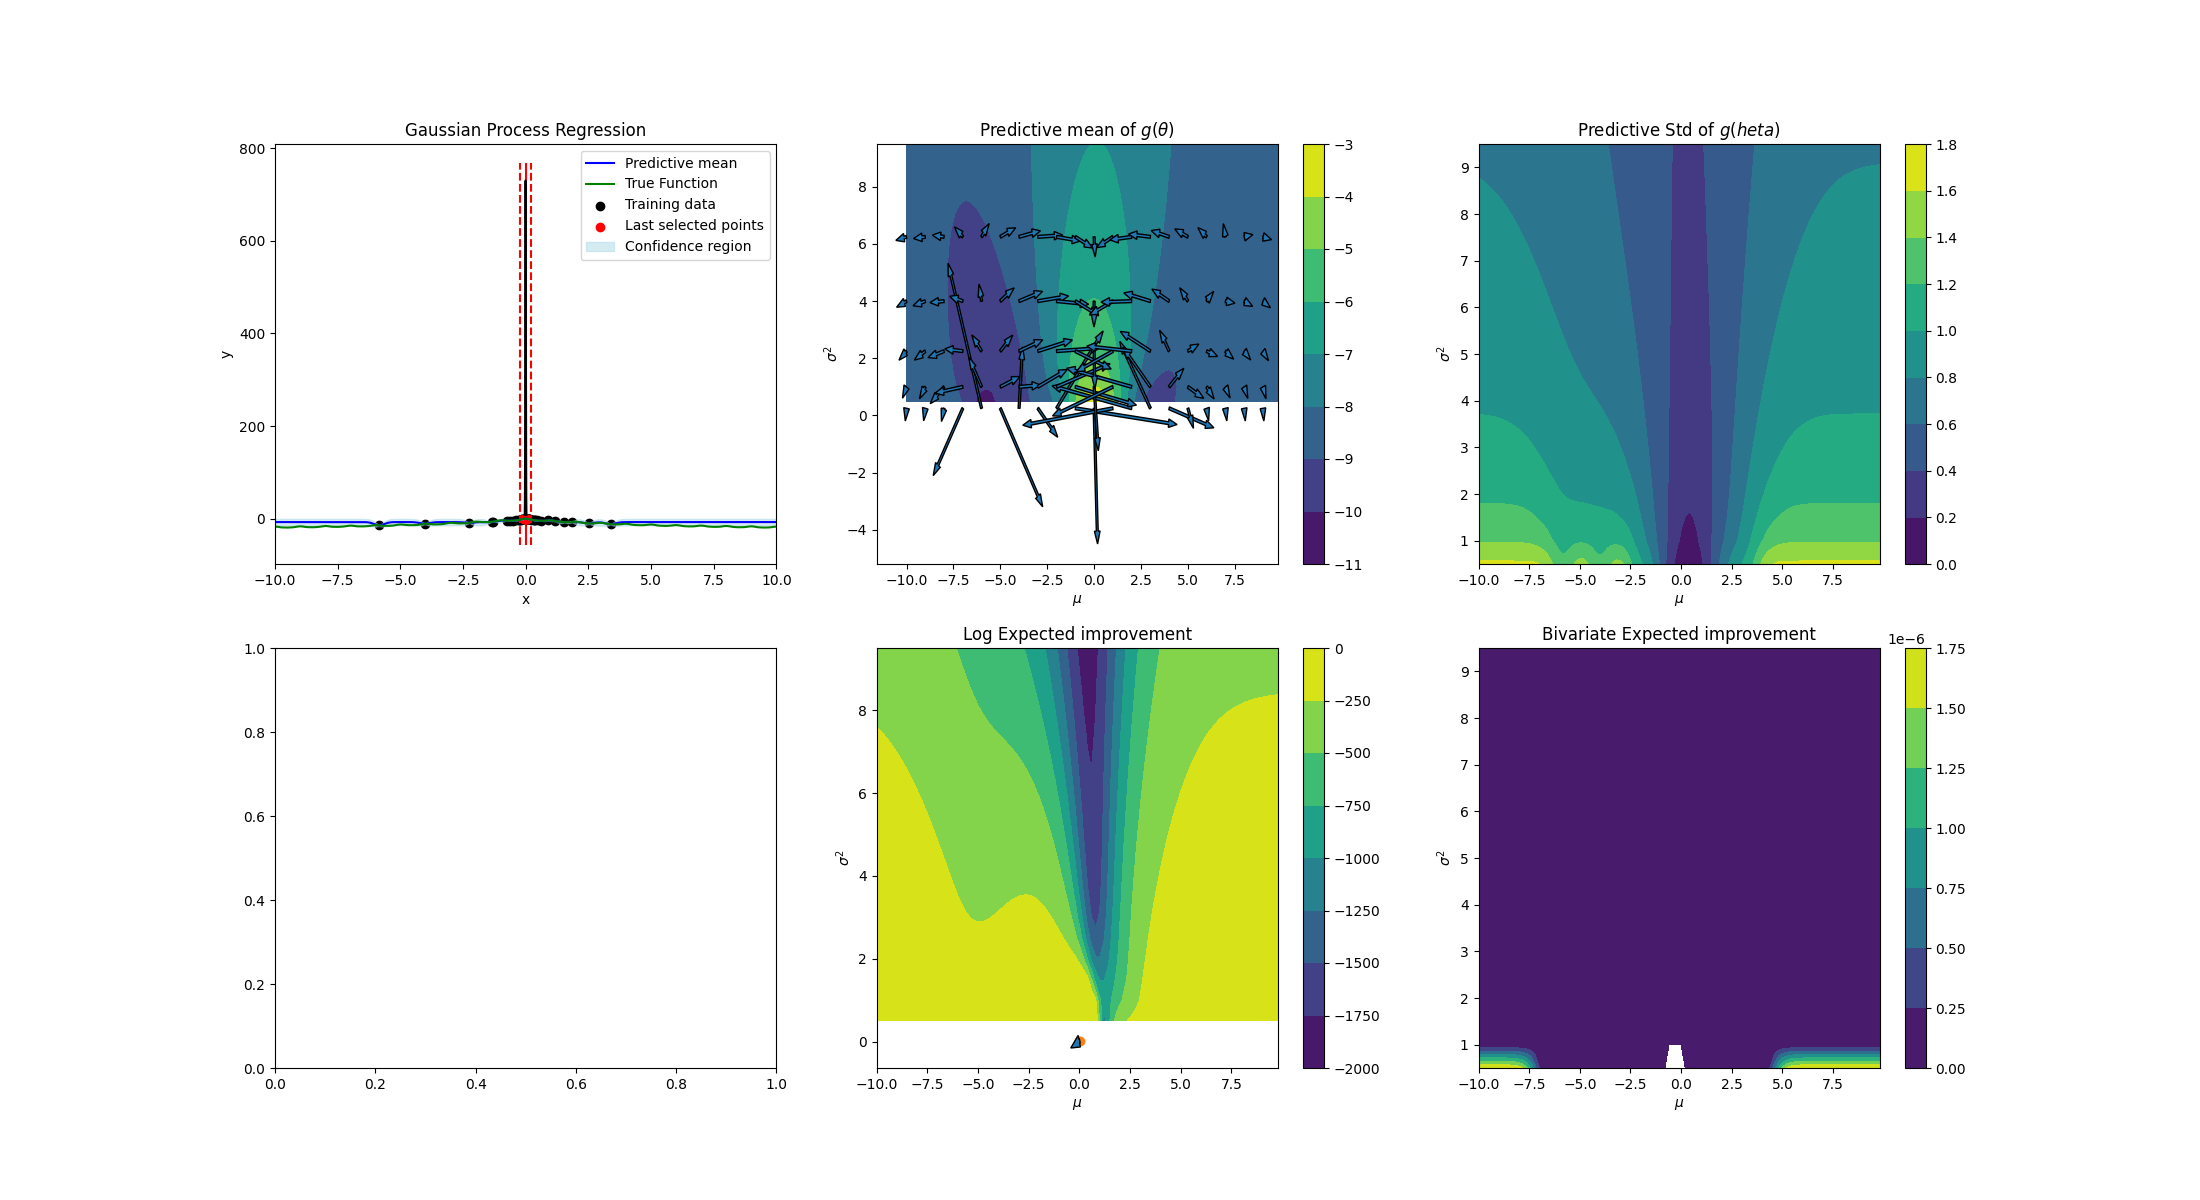 Gaussian Process Regression
800
600
400
200
0
y
−10.0 −7.5 −5.0 −2.5 0.0 2.5 5.0 7.5 10.0
x
Predictive mean
True Function
Training data
Last selected points
Confidence region
Predictive mean of g(θ)
8
6
4
2
0
−2
−4
σ²
−10.0 −7.5 −5.0 −2.5 0.0 2.5 5.0 7.5
μ
−3
−4
−5
−6
−7
−8
−9
−10
−11
Predictive Std of g(heta)
9
8
7
6
5
4
3
2
1
σ²
−10.0 −7.5 −5.0 −2.5 0.0 2.5 5.0 7.5
μ
1.8
1.6
1.4
1.2
1.0
0.8
0.6
0.4
0.2
0.0
1.0
0.8
0.6
0.4
0.2
0.0
0.0 0.2 0.4 0.6 0.8 1.0
Log Expected improvement
8
6
4
2
0
σ²
−10.0 −7.5 −5.0 −2.5 0.0 2.5 5.0 7.5
μ
0
−250
−500
−750
−1000
−1250
−1500
−1750
−2000
Bivariate Expected improvement
9
8
7
6
5
4
3
2
1
σ²
−10.0 −7.5 −5.0 −2.5 0.0 2.5 5.0 7.5
μ
1e−6
1.75
1.50
1.25
1.00
0.75
0.50
0.25
0.00